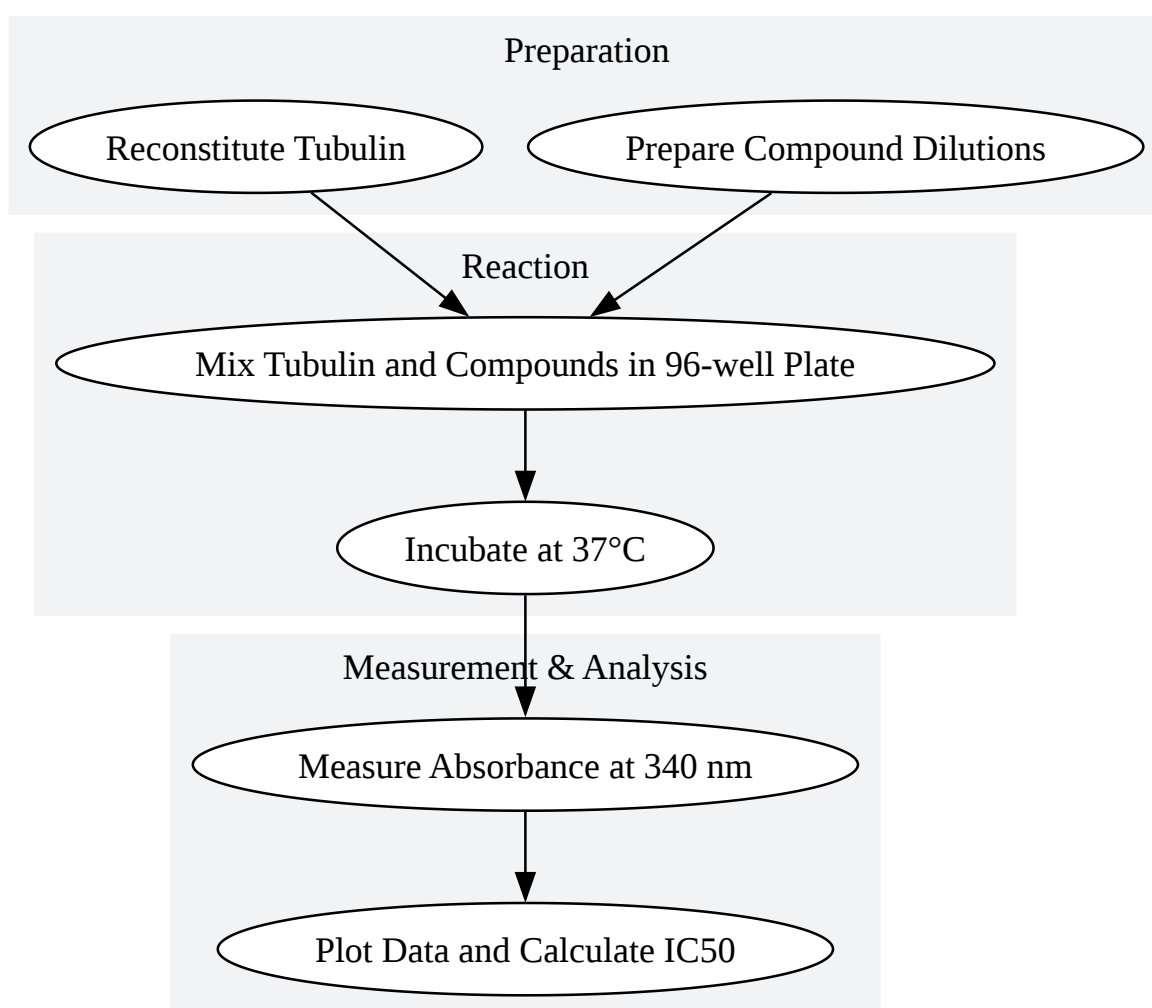 Preparation
Reconstitute Tubulin
Prepare Compound Dilutions
Reaction
Mix Tubulin and Compounds in 96-well Plate
Incubate at 37°C
Measurement & Analysis
Measure Absorbance at 340 nm
Plot Data and Calculate IC50